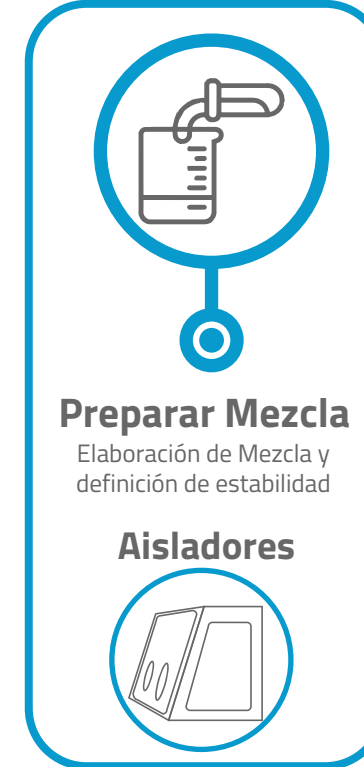 Preparar Mezcla
Elaboración de Mezcla y
definición de estabilidad
Aisladores